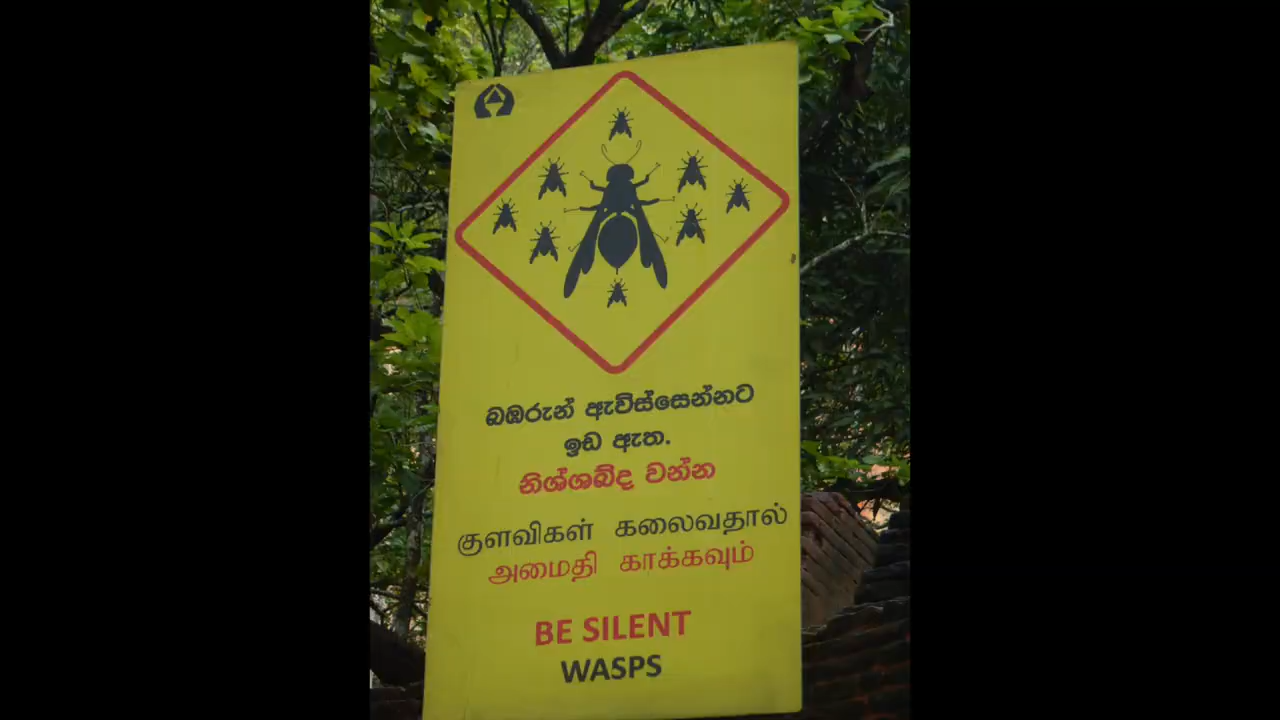 බඹරුන් ඇවිස්සෙන්නට
ඉඩ ඇත.
නිශ්ශබ්ද වන්න
குளவிகள் கலைவதால்
அமைதி காக்கவும்
BE SILENT
WASPS